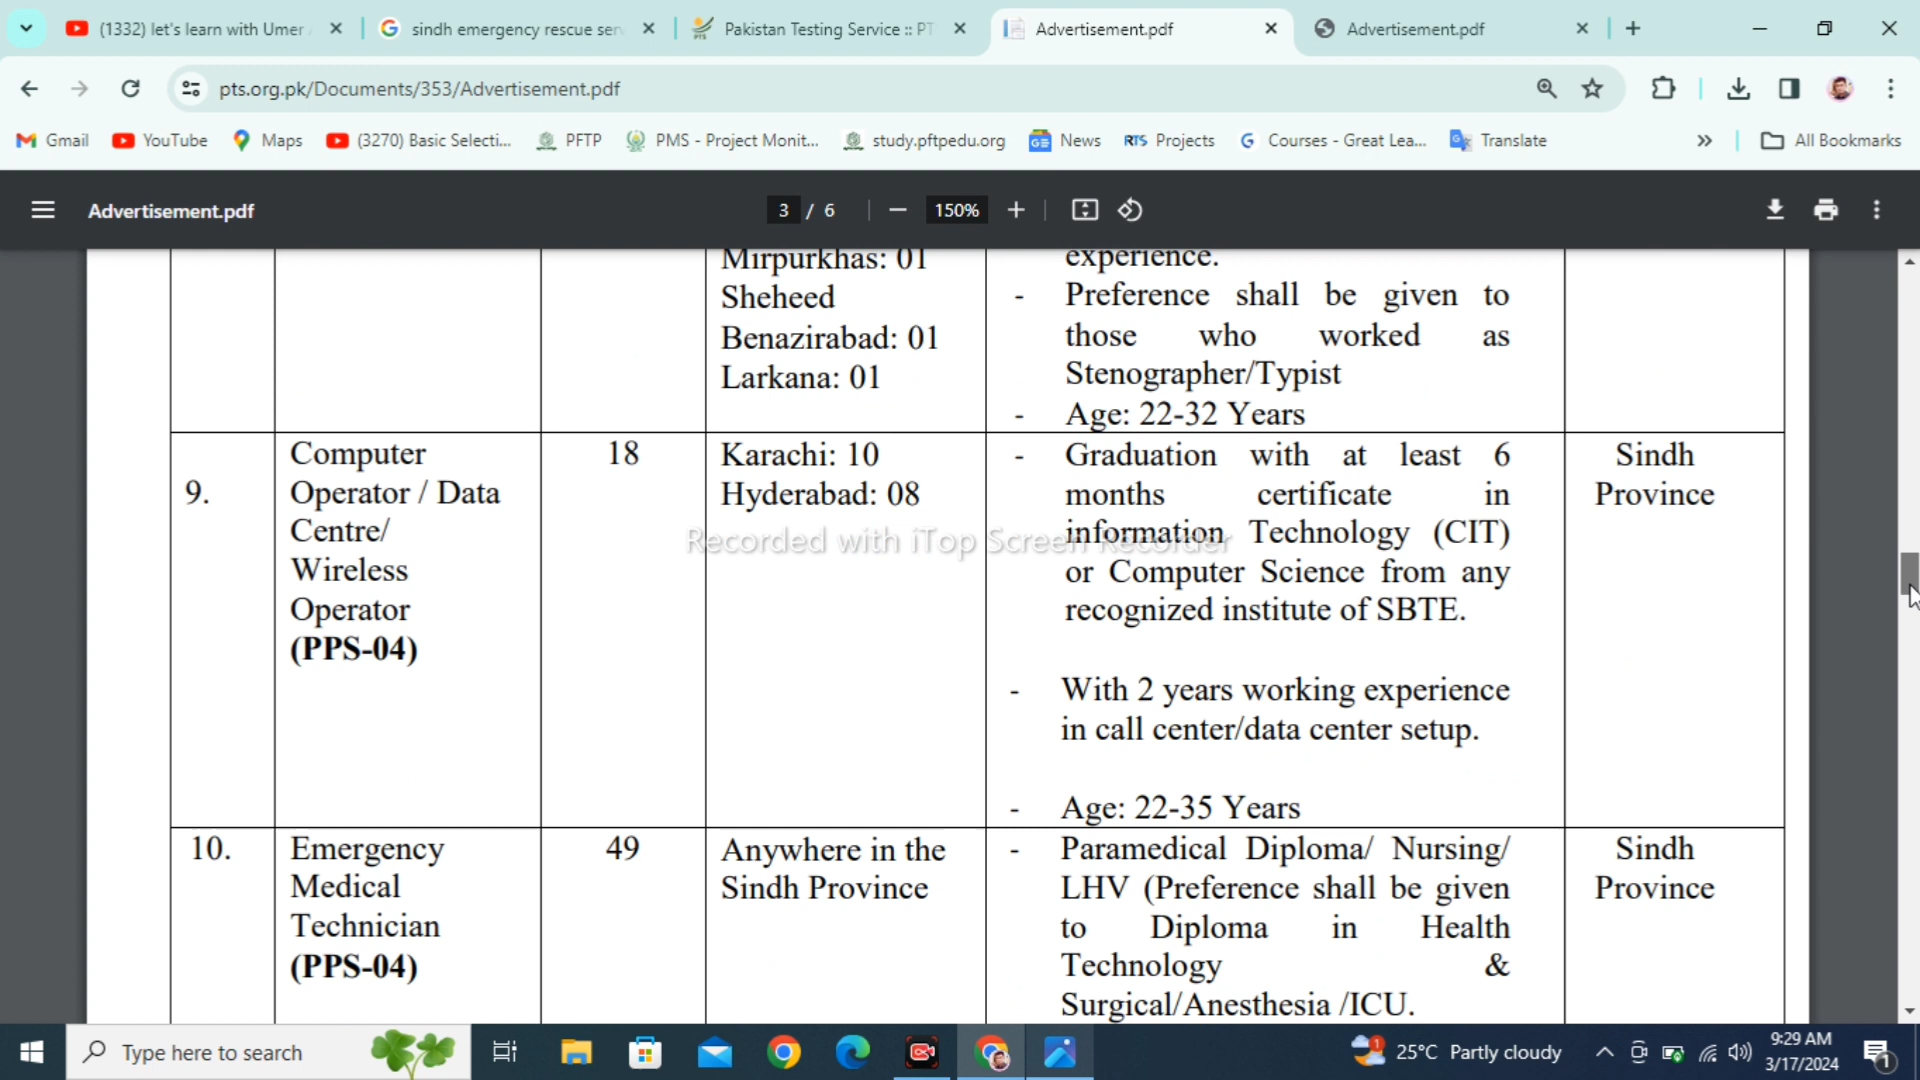 (1332) let's learn with Umer
sindh emergency rescue ser
Pakistan Testing Service :: PT
Advertisement.pdf
Advertisement.pdf
pts.org.pk/Documents/353/Advertisement.pdf
Gmail
YouTube
Maps
(3270) Basic Selecti...
PFTP
PMS - Project Monit...
study.pftpedu.org
News
RTS Projects
Courses - Great Lea...
Translate
All Bookmarks
Advertisement.pdf
3 / 6
150%
Mirpurkhas: 01
Sheheed
Benazirabad: 01
Larkana: 01
experience.
- Preference shall be given to
those who worked as
Stenographer/Typist
- Age: 22-32 Years
9.
Computer
Operator / Data
Centre/
Wireless
Operator
(PPS-04)
18
Karachi: 10
Hyderabad: 08
- Graduation with at least 6
months certificate in
information Technology (CIT)
or Computer Science from any
recognized institute of SBTE.
- With 2 years working experience
in call center/data center setup.
- Age: 22-35 Years
Sindh
Province
Recorded with iTop Screen Recorder
10.
Emergency
Medical
Technician
(PPS-04)
49
Anywhere in the
Sindh Province
- Paramedical Diploma/ Nursing/
LHV (Preference shall be given
to Diploma in Health
Technology &
Surgical/Anesthesia /ICU.
Sindh
Province
Type here to search
25°C Partly cloudy
9:29 AM
3/17/2024
1